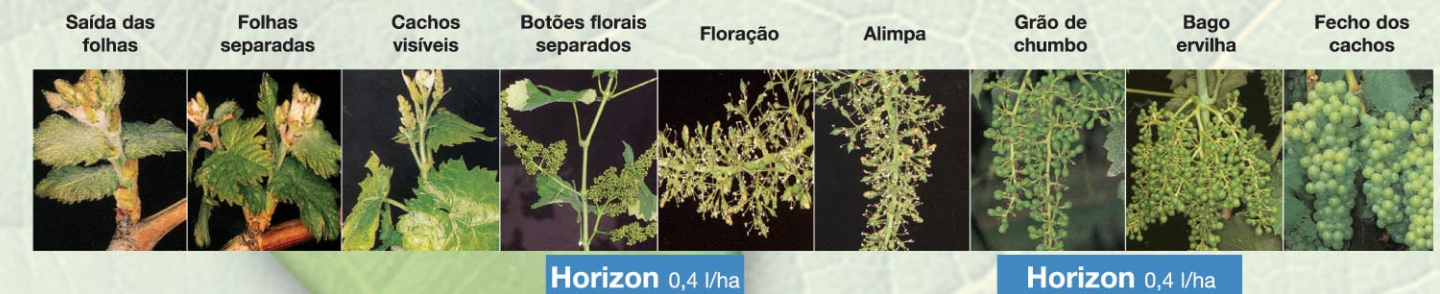 Saída das
folhas
Folhas
separadas
Cachos
visíveis
Botões florais
separados
Floração
Alimpa
Grão de
chumbo
Bago
ervilha
Fecho dos
cachos
Horizon 0,4 l/ha
Horizon 0,4 l/ha